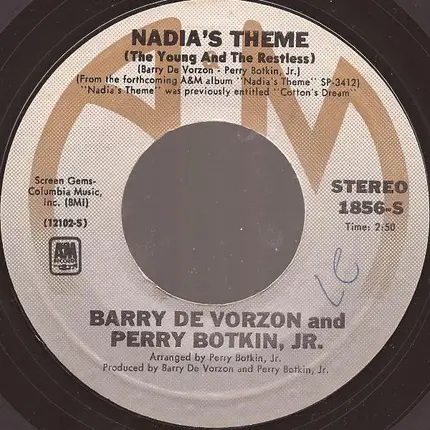 NADIA'S THEME
(The Young And The Restless)
(Barry De Vorzon - Perry Botkin, Jr.)
(From the forthcoming A&M album "Nadia's Theme" SP-3412)
"Nadia's Theme" was previously entitled "Cotton's Dream"
Screen Gems-
Columbia Music,
Inc. (BMI)
(12102-S)
STEREO
1856-S
Time: 2:50
A&M
RECORDS
BARRY DE VORZON and
PERRY BOTKIN, JR.
Arranged by Perry Botkin, Jr.
Produced by Barry De Vorzon and Perry Botkin, Jr.